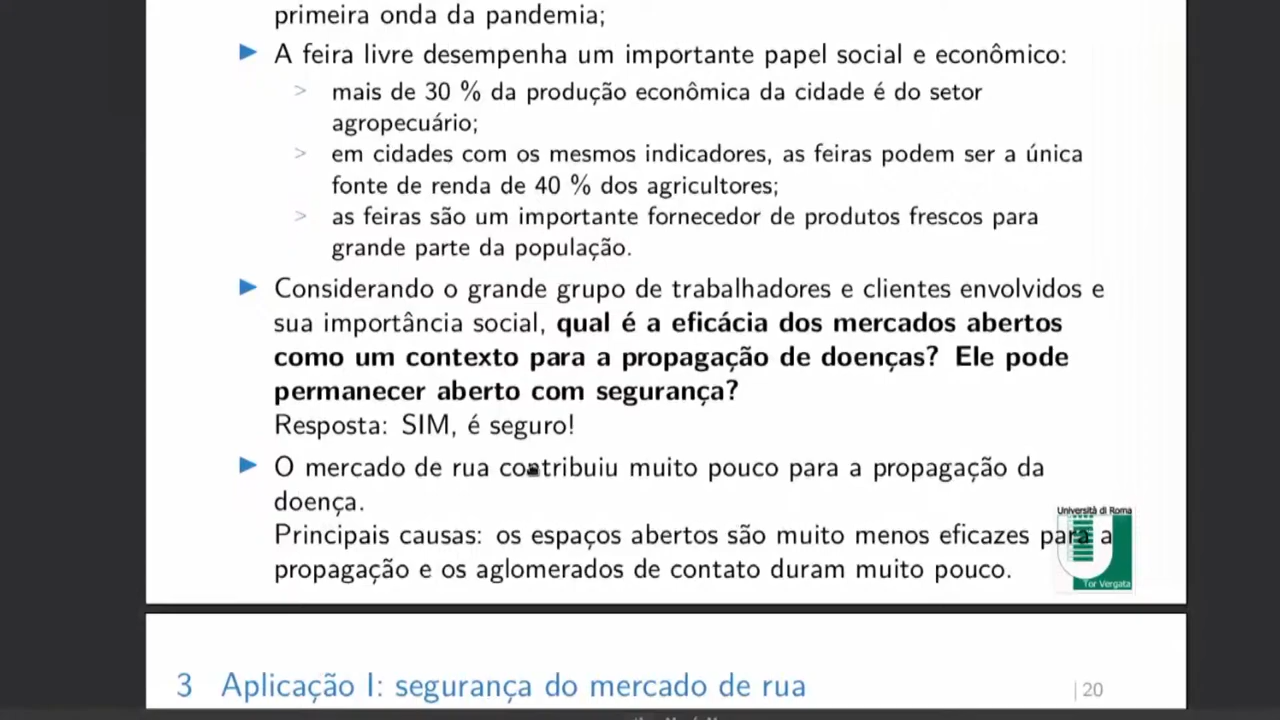 primeira onda da pandemia;
A feira livre desempenha um importante papel social e econômico:
> mais de 30 % da produção econômica da cidade é do setor
agropecuário;
> em cidades com os mesmos indicadores, as feiras podem ser a única
fonte de renda de 40 % dos agricultores;
> as feiras são um importante fornecedor de produtos frescos para
grande parte da população.
Considerando o grande grupo de trabalhadores e clientes envolvidos e
sua importância social, qual é a eficácia dos mercados abertos
como um contexto para a propagação de doenças? Ele pode
permanecer aberto com segurança?
Resposta: SIM, é seguro!
O mercado de rua contribuiu muito pouco para a propagação da
doença.
Principais causas: os espaços abertos são muito menos eficazes para a
propagação e os aglomerados de contato duram muito pouco.
Università di Roma
Tor Vergata
3 Aplicação I: segurança do mercado de rua
| 20